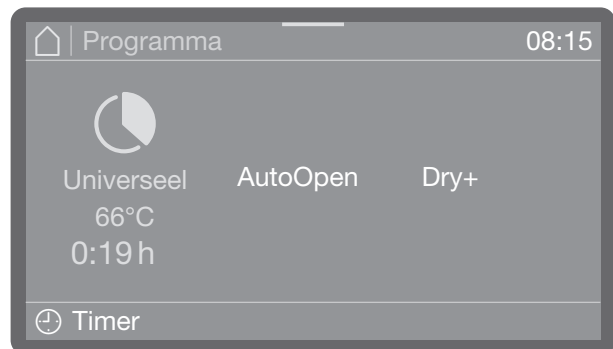 Programma 08:15
Universeel AutoOpen Dry+
66°C
0:19 h
Timer